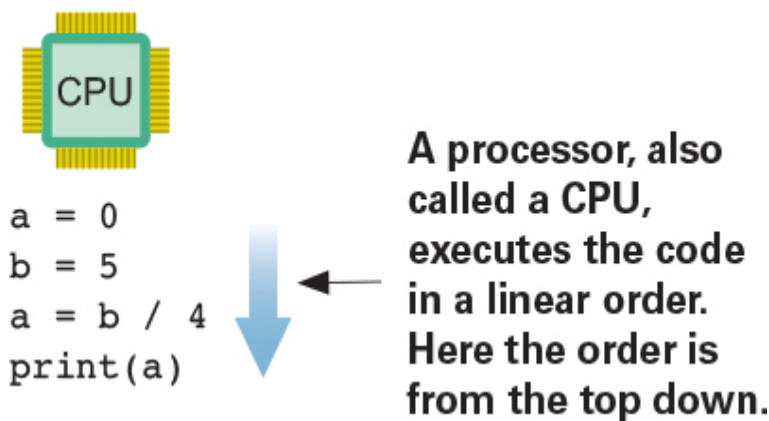 CPU
a = 0
b = 5
a = b / 4
print(a)
A processor, also
called a CPU,
executes the code
in a linear order.
Here the order is
from the top down.